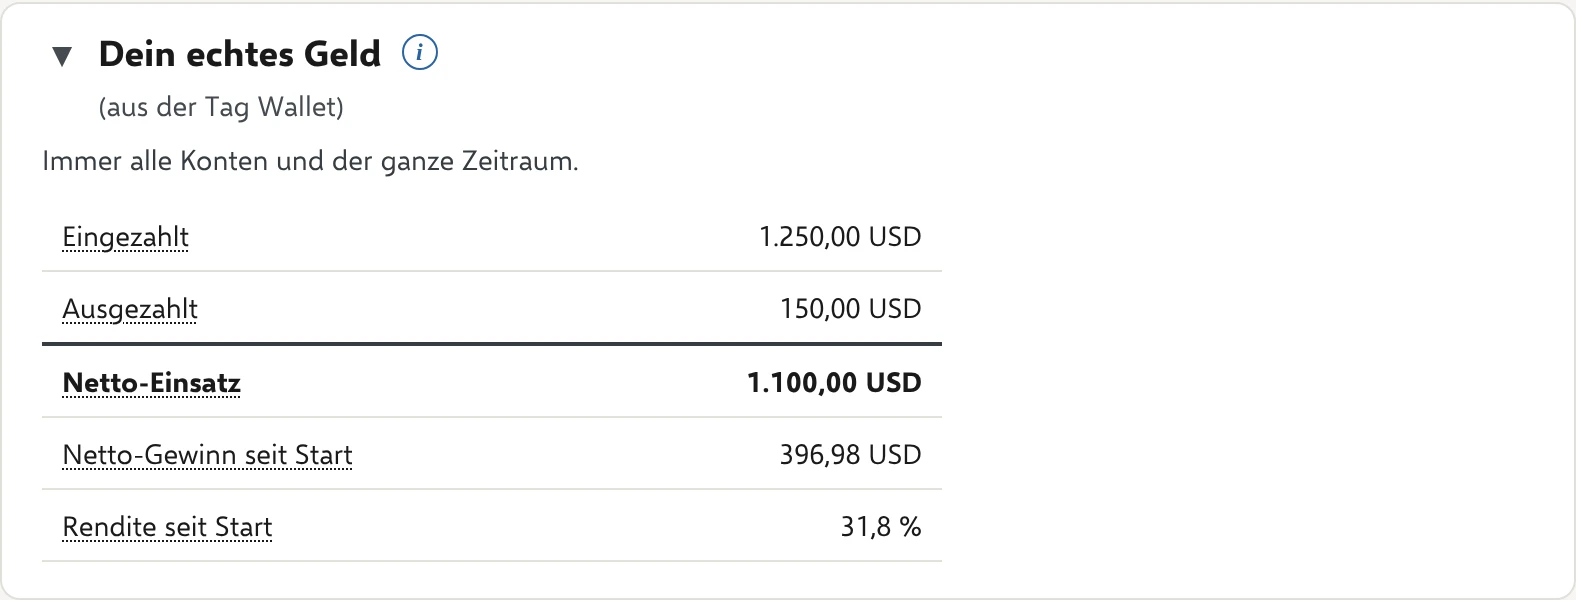 ▼ Dein echtes Geld i
(aus der Tag Wallet)
Immer alle Konten und der ganze Zeitraum.
Eingezahlt 1.250,00 USD
Ausgezahlt 150,00 USD
Netto-Einsatz 1.100,00 USD
Netto-Gewinn seit Start 396,98 USD
Rendite seit Start 31,8 %